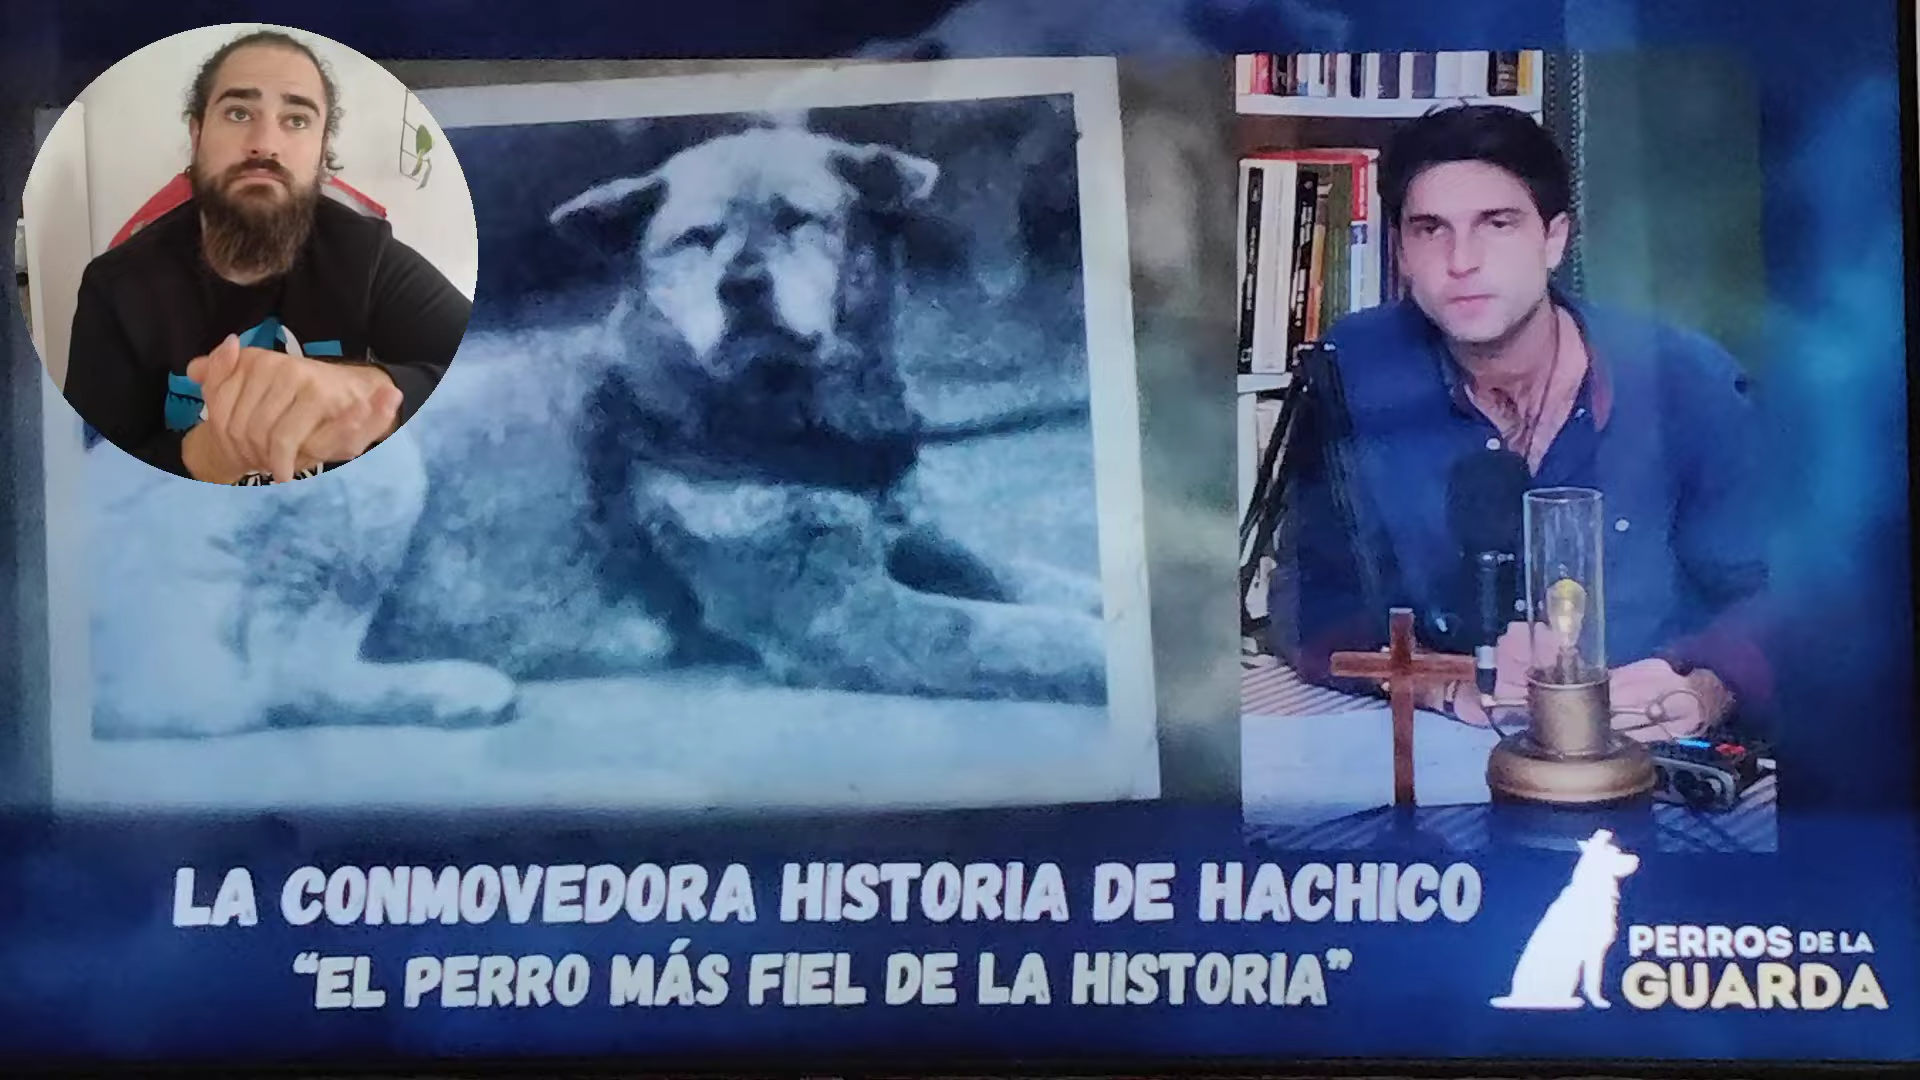 LA CONMOVEDORA HISTORIA DE HACHICO
“EL PERRO MÁS FIEL DE LA HISTORIA”
PERROS DE LA
GUARDA